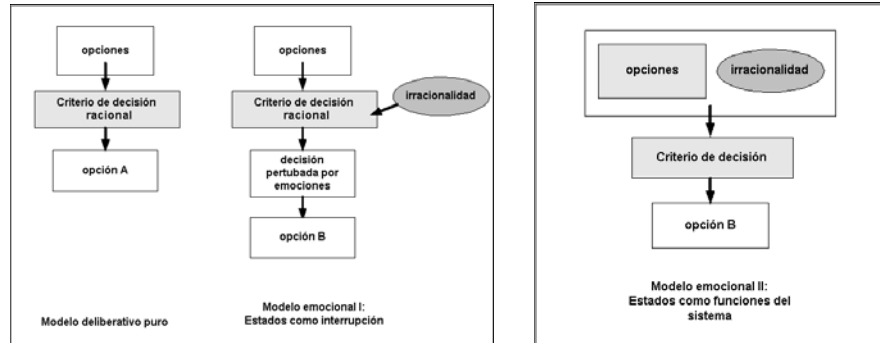 opciones
Criterio de decisión
racional
opción A
Modelo deliberativo puro
opciones
irracionalidad
Criterio de decisión
racional
decisión
pertubada por
emociones
opción B
Modelo emocional I:
Estados como interrupción
opciones
irracionalidad
Criterio de decisión
opción B
Modelo emocional II:
Estados como funciones del
sistema